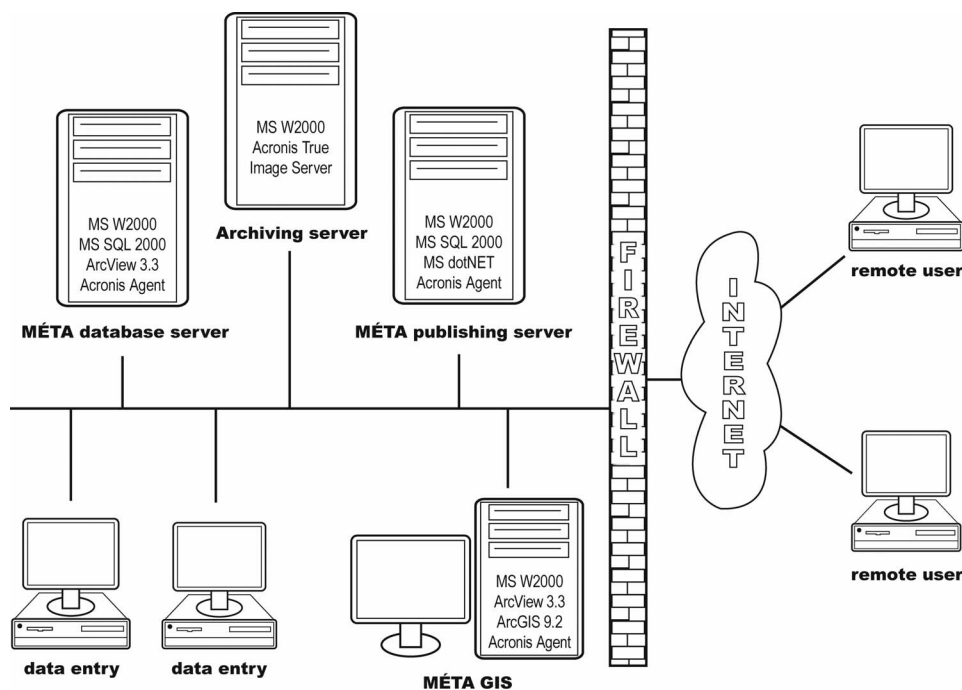 MS W2000
Acronis True
Image Server
Archiving server
MS W2000
MS SQL 2000
ArcView 3.3
Acronis Agent
MÉTA database server
MS W2000
MS SQL 2000
MS dotNET
Acronis Agent
MÉTA publishing server
FIREWALL
INTERNET
remote user
remote user
data entry
data entry
MS W2000
ArcView 3.3
ArcGIS 9.2
Acronis Agent
MÉTA GIS